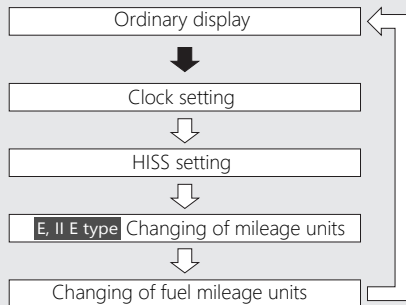 Ordinary display
Clock setting
HISS setting
E, II E type Changing of mileage units
Changing of fuel mileage units